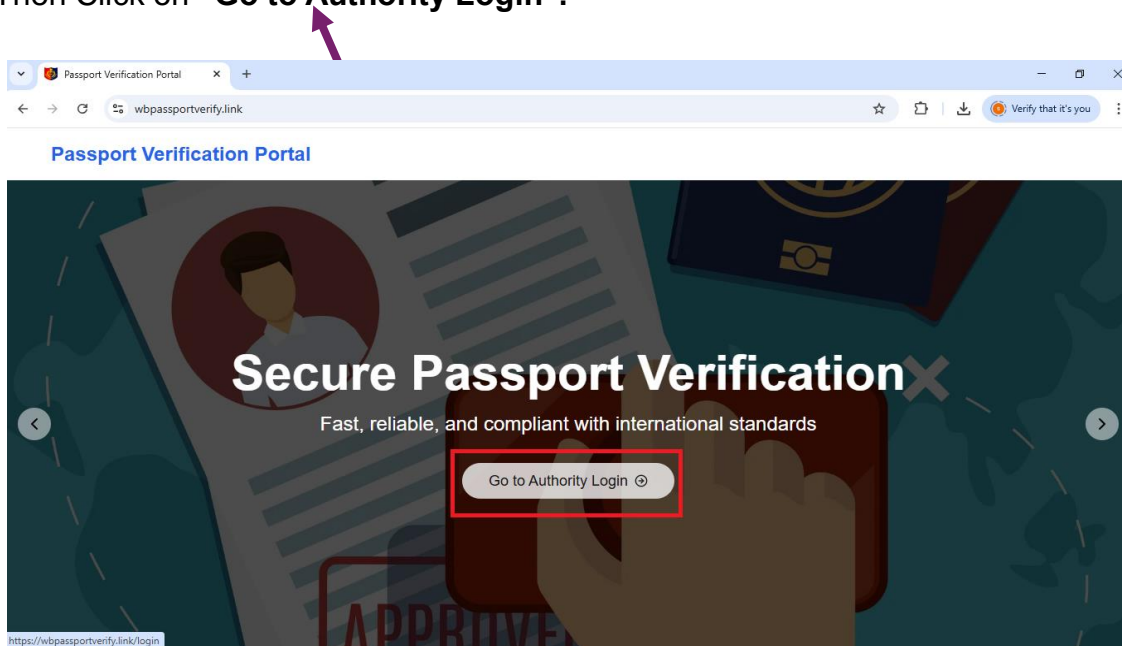 Then Click on "Go to Authority Login".
Passport Verification Portal
wbpassportverify.link
Verify that it's you
Passport Verification Portal
Secure Passport Verification
Fast, reliable, and compliant with international standards
Go to Authority Login
APPROVED
https://wbpassportverify.link/login